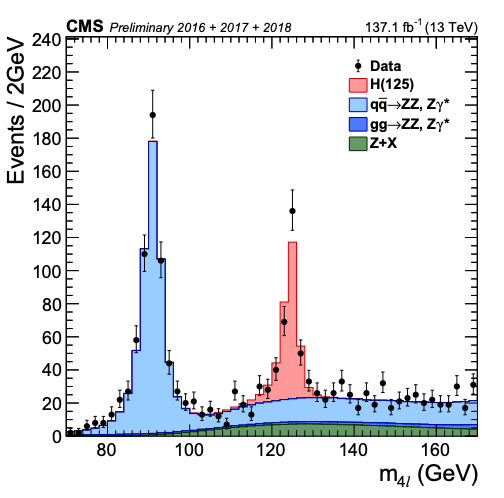 CMS Preliminary 2016 + 2017 + 2018 137.1 fb⁻¹ (13 TeV)
Events / 2GeV
240
220
200
180
160
140
120
100
80
60
40
20
0
Data
H(125)
qq̅→ZZ, Zγ*
gg→ZZ, Zγ*
Z+X
80 100 120 140 160
m₄ₗ (GeV)